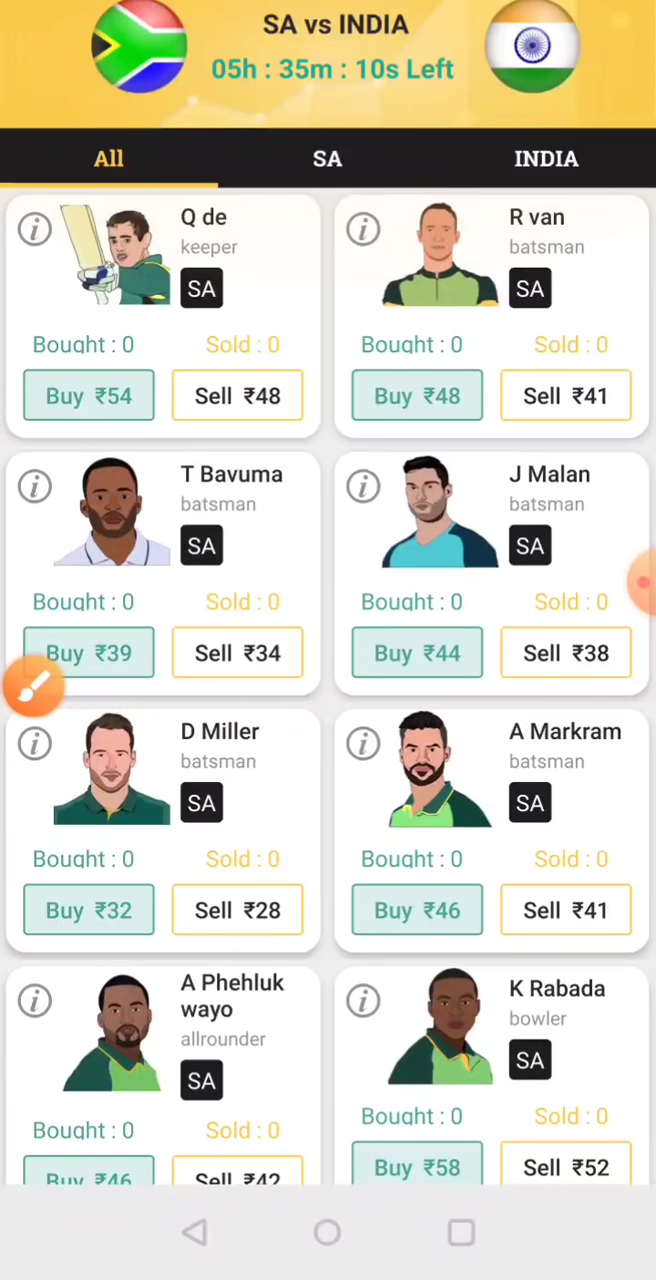 SA vs INDIA
05h : 35m : 10s Left
All SA INDIA
Q de
keeper
SA
Bought : 0 Sold : 0
Buy ₹54 Sell ₹48
R van
batsman
SA
Bought : 0 Sold : 0
Buy ₹48 Sell ₹41
T Bavuma
batsman
SA
Bought : 0 Sold : 0
Buy ₹39 Sell ₹34
J Malan
batsman
SA
Bought : 0 Sold : 0
Buy ₹44 Sell ₹38
D Miller
batsman
SA
Bought : 0 Sold : 0
Buy ₹32 Sell ₹28
A Markram
batsman
SA
Bought : 0 Sold : 0
Buy ₹46 Sell ₹41
A Phehluk
wayo
allrounder
SA
Bought : 0 Sold : 0
Buy ₹46 Sell ₹42
K Rabada
bowler
SA
Bought : 0 Sold : 0
Buy ₹58 Sell ₹52